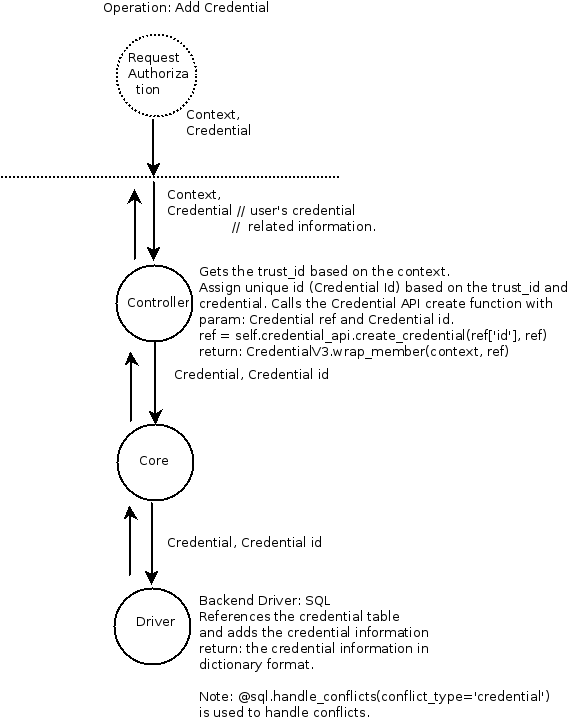 Operation: Add Credential
Request
Authoriza
tion
Context,
Credential
Context,
Credential // user's credential
// related information.
Controller
Gets the trust_id based on the context.
Assign unique id (Credential Id) based on the trust_id and
credential. Calls the Credential API create function with
param: Credential ref and Credential id.
ref = self.credential_api.create_credential(ref['id'], ref)
return: CredentialV3.wrap_member(context, ref)
Credential, Credential id
Core
Credential, Credential id
Driver
Backend Driver: SQL
References the credential table
and adds the credential information
return: the credential information in
dictionary format.
Note: @sql.handle_conflicts(conflict_type='credential')
is used to handle conflicts.